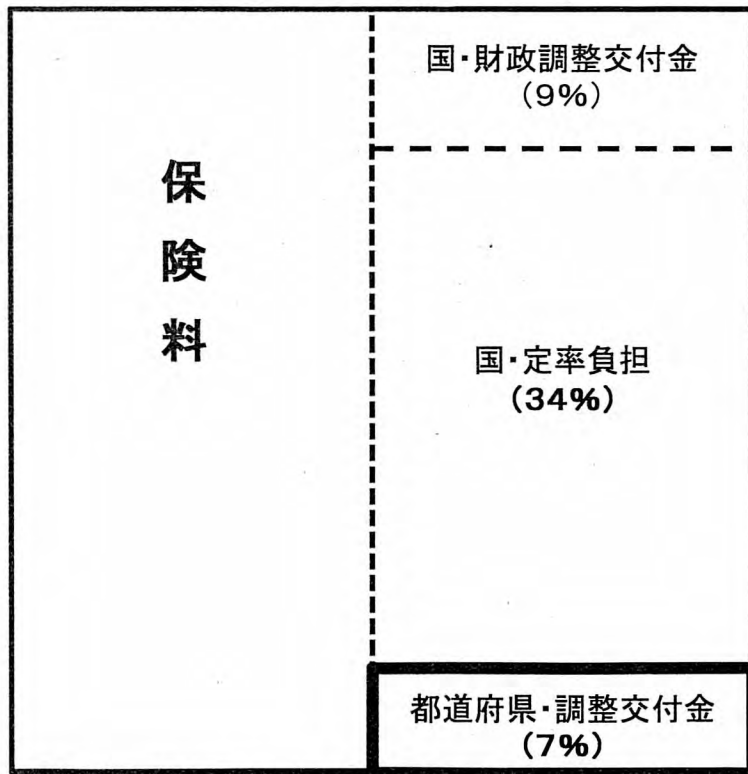 保険料
国・財政調整交付金
(9%)
国・定率負担
(34%)
都道府県・調整交付金
(7%)